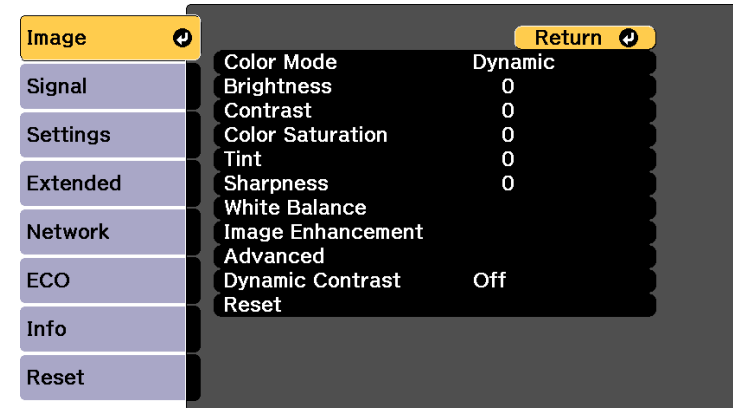 Image
Signal
Settings
Extended
Network
ECO
Info
Reset
Return
Color Mode Dynamic
Brightness 0
Contrast 0
Color Saturation 0
Tint 0
Sharpness 0
White Balance
Image Enhancement
Advanced
Dynamic Contrast Off
Reset